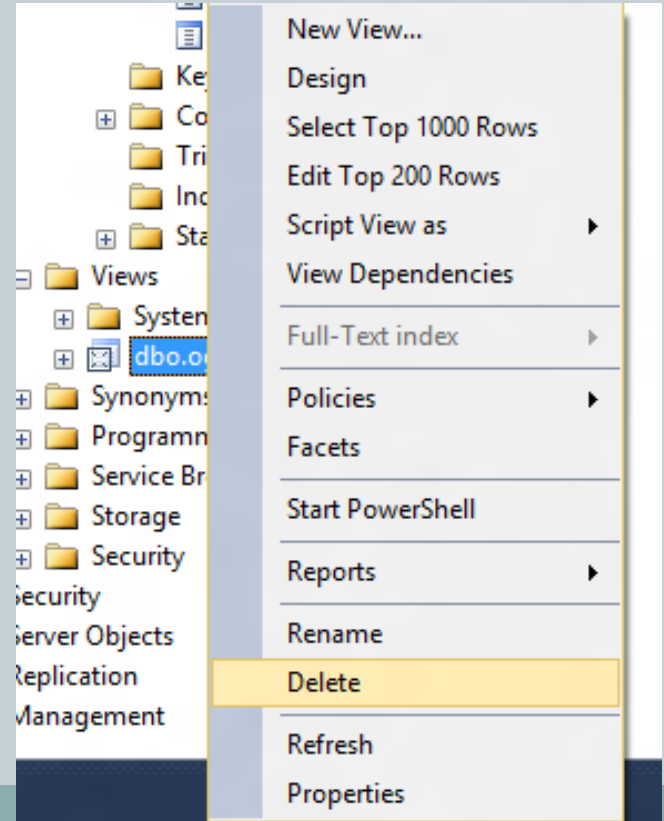 New View...
Design
Select Top 1000 Rows
Edit Top 200 Rows
Script View as
View Dependencies
Full-Text index
Policies
Facets
Start PowerShell
Reports
Rename
Delete
Refresh
Properties
Views
Synonyms
Storage
Security
Security
Server Objects
Replication
Management